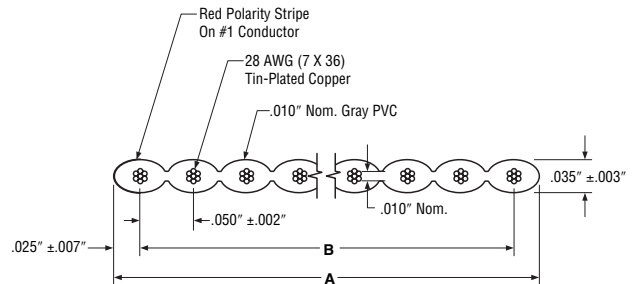 Red Polarity Stripe
On #1 Conductor
28 AWG (7 X 36)
Tin-Plated Copper
.010″ Nom. Gray PVC
.035″ ±.003″
.050″ ±.002″
.010″ Nom.
.025″ ±.007″
B
A